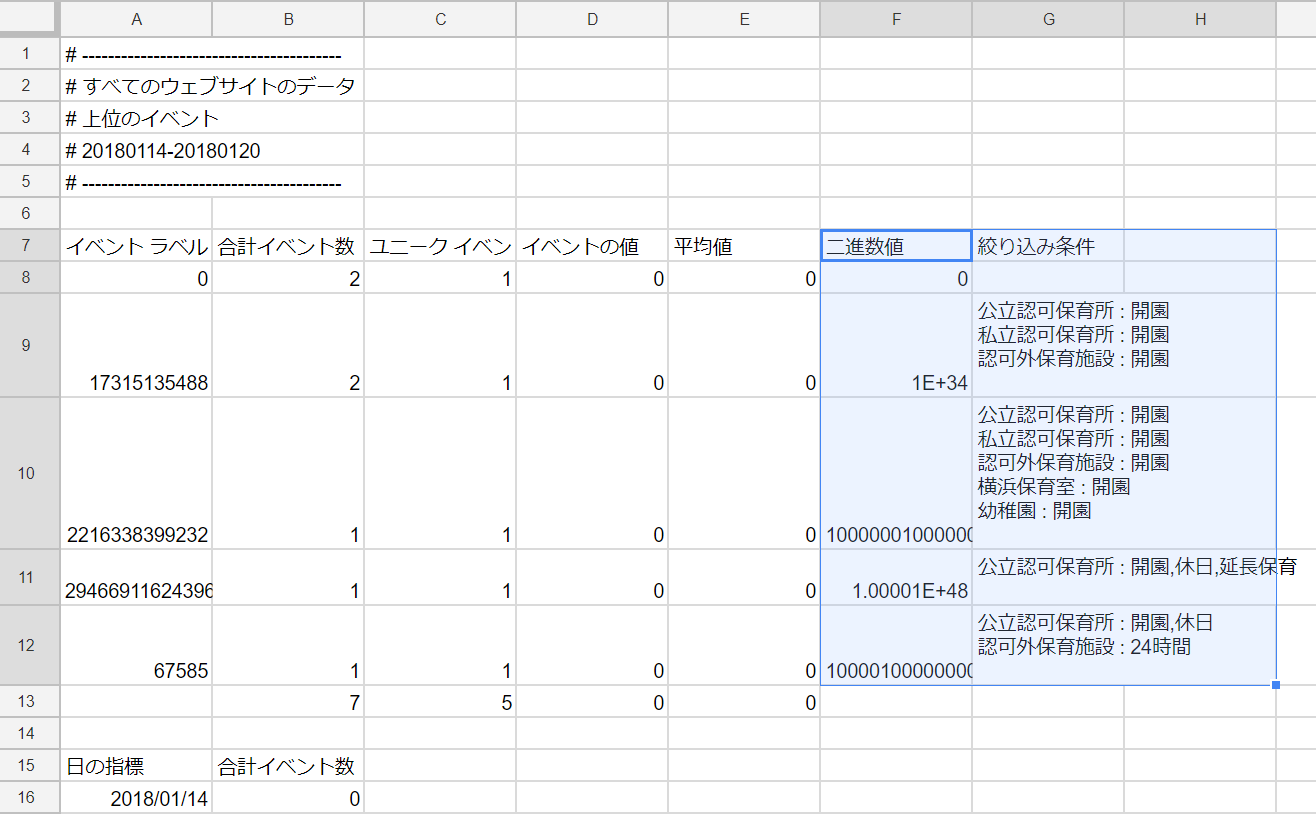 A B C D E F G H
1 # ----------------------------------------
2 # すべてのウェブサイトのデータ
3 # 上位のイベント
4 # 20180114-20180120
5 # ----------------------------------------
6
7 イベント ラベル 合計イベント数 ユニーク イベン イベントの値 平均値 二進数値 絞り込み条件
8 0 2 1 0 0 0
公立認可保育所 : 開園
私立認可保育所 : 開園
認可外保育施設 : 開園
9 17315135488 2 1 0 0 1E+34
公立認可保育所 : 開園
私立認可保育所 : 開園
認可外保育施設 : 開園
横浜保育室 : 開園
幼稚園 : 開園
10 2216338399232 1 1 0 0 10000001000000
公立認可保育所 : 開園,休日,延長保育
11 29466911624396 1 1 0 0 1.00001E+48
公立認可保育所 : 開園,休日
認可外保育施設 : 24時間
12 67585 1 1 0 0 10000100000000
13 7 5 0 0
14
15 日の指標 合計イベント数
16 2018/01/14 0